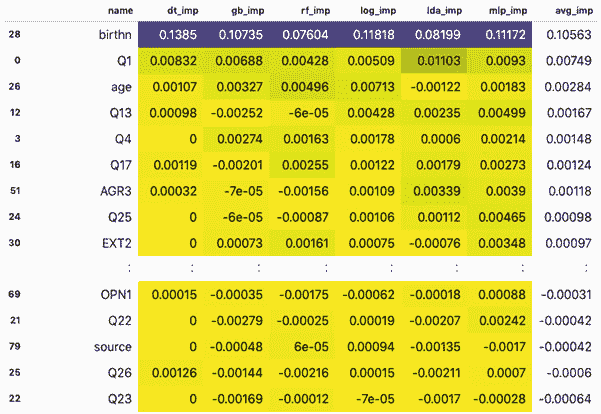 name dt_imp gb_imp rf_imp log_imp lda_imp mlp_imp avg_imp
28 birthn 0.1385 0.10735 0.07604 0.11818 0.08199 0.11172 0.10563
0 Q1 0.00832 0.00688 0.00428 0.00509 0.01103 0.0093 0.00749
26 age 0.00107 0.00327 0.00496 0.00713 -0.00122 0.00183 0.00284
12 Q13 0.00098 -0.00252 -6e-05 0.00428 0.00235 0.00499 0.00167
3 Q4 0 0.00274 0.00163 0.00178 0.0006 0.00214 0.00148
16 Q17 0.00119 -0.00201 0.00255 0.00122 0.00179 0.00273 0.00124
51 AGR3 0.00032 -7e-05 -0.00156 0.00109 0.00339 0.0039 0.00118
24 Q25 0 -6e-05 -0.00087 0.00106 0.00112 0.00465 0.00098
30 EXT2 0 0.00073 0.00161 0.00075 -0.00076 0.00348 0.00097
: : : : : : : :
69 OPN1 0.00015 -0.00035 -0.00175 -0.00062 -0.00018 0.00088 -0.00031
21 Q22 0 -0.00279 -0.00025 0.00019 -0.00207 0.00242 -0.00042
79 source 0 -0.00048 6e-05 0.00094 -0.00135 -0.0017 -0.00042
25 Q26 0.00126 -0.00144 -0.00216 0.00015 -0.00211 0.0007 -0.0006
22 Q23 0 -0.00169 -0.00012 -7e-05 -0.0017 -0.00028 -0.00064